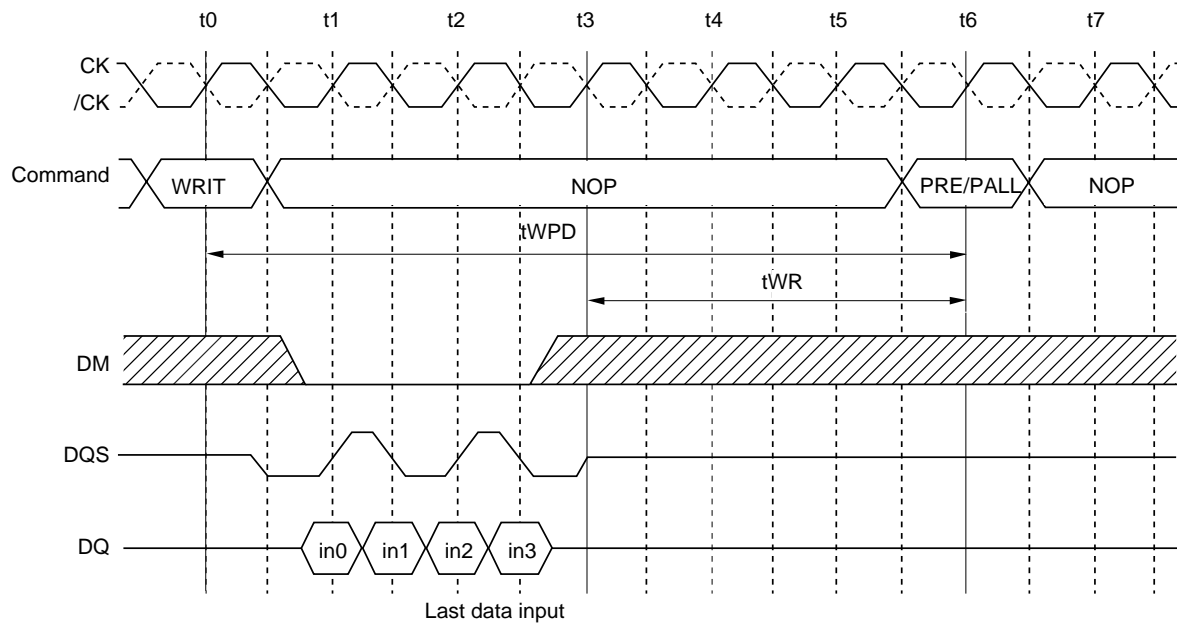 t0 t1 t2 t3 t4 t5 t6 t7
CK
/CK
Command WRIT NOP PRE/PALL NOP
tWPD
tWR
DM
DQS
DQ in0 in1 in2 in3
Last data input